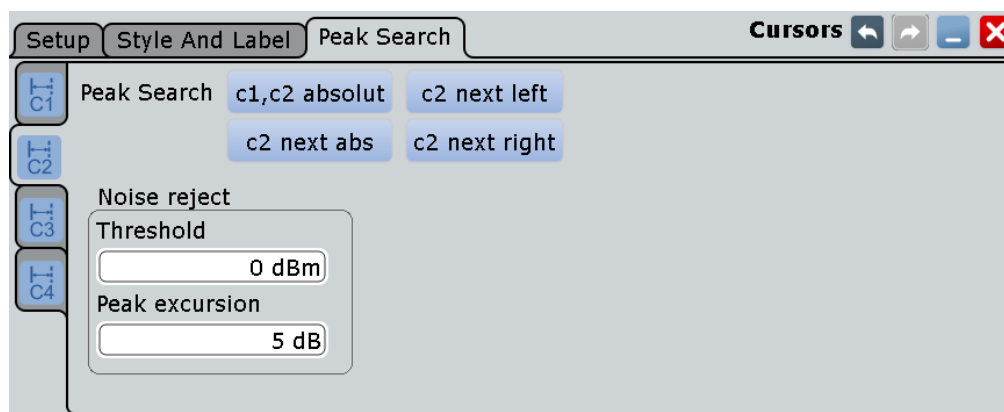 Setup Style And Label Peak Search Cursors
C1 Peak Search c1,c2 absolut c2 next left
C2 c2 next abs c2 next right
Noise reject
C3 Threshold
0 dBm
C4 Peak excursion
5 dB